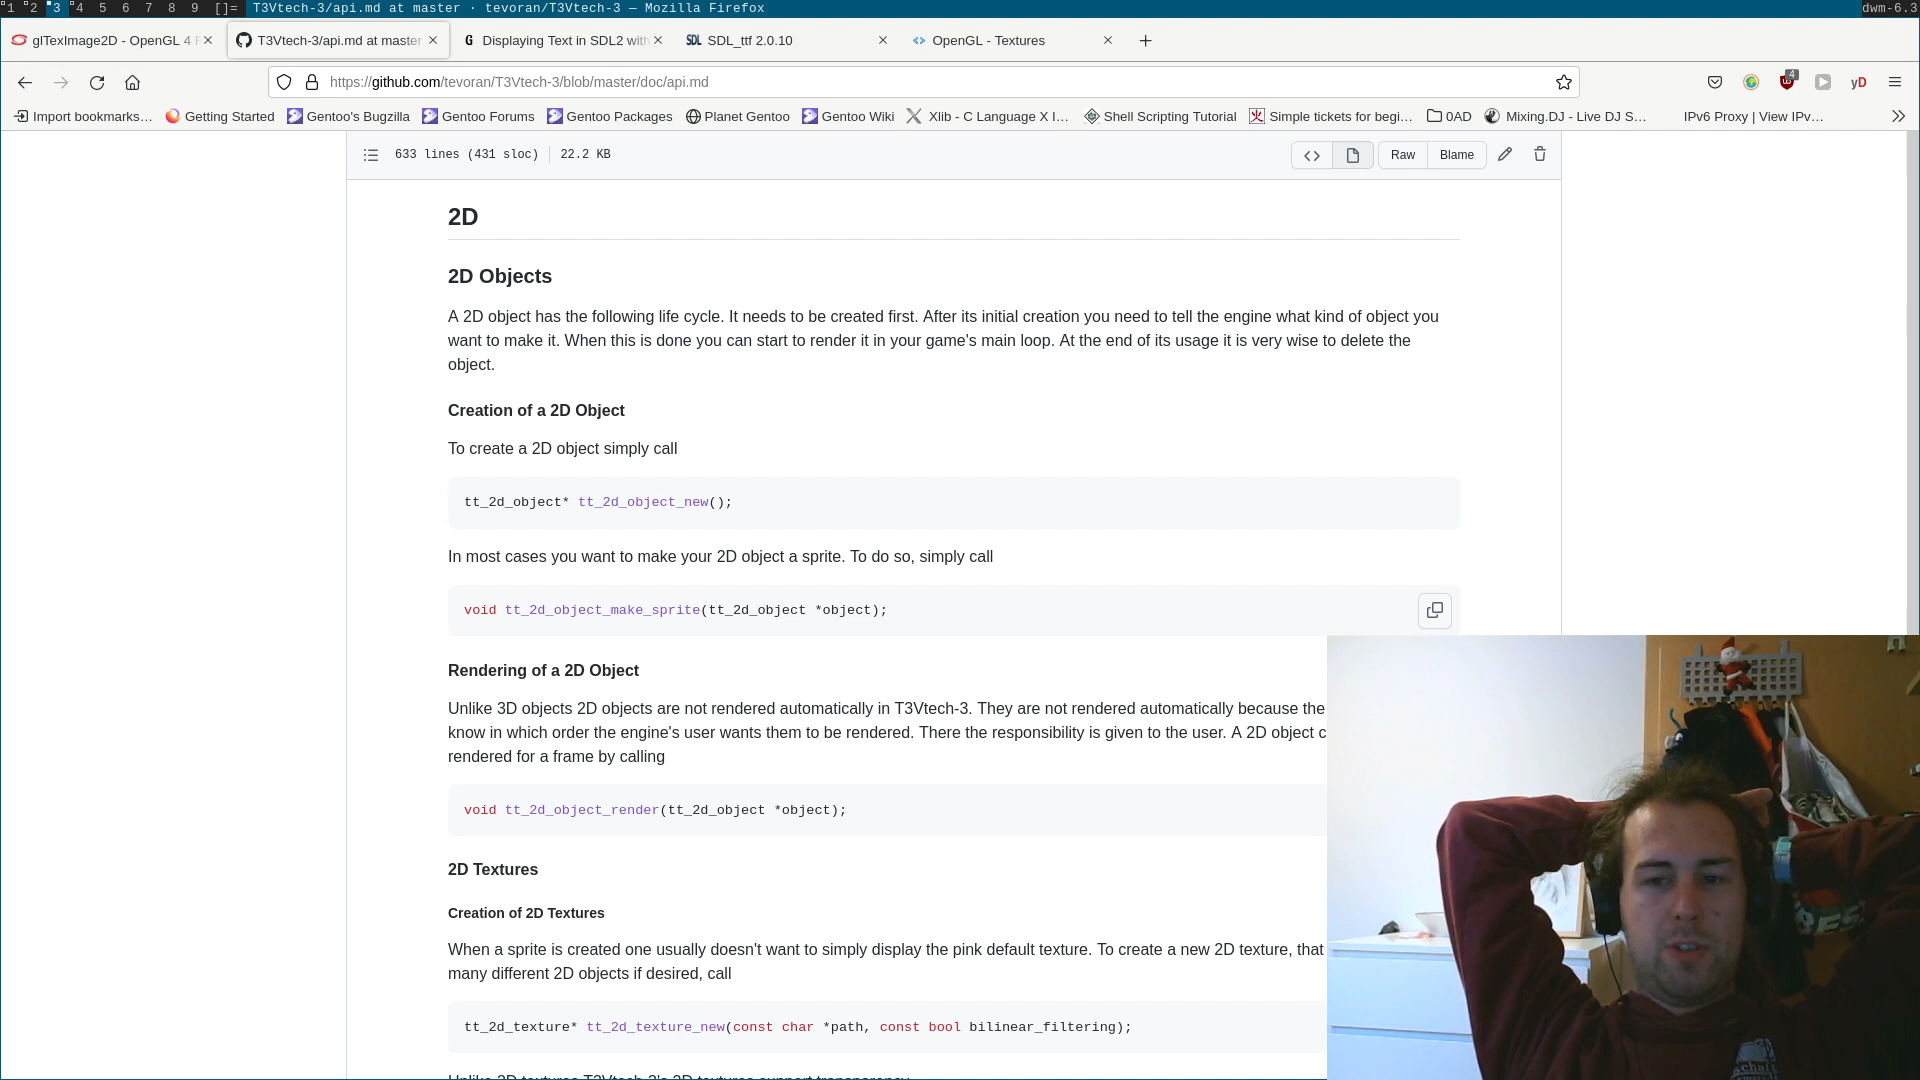 1 2 3 4 5 6 7 8 9 []= T3Vtech-3/api.md at master · tevoran/T3Vtech-3 — Mozilla Firefox dwm-6.3
glTexImage2D - OpenGL 4 T3Vtech-3/api.md at master Displaying Text in SDL2 with SDL_ttf 2.0.10 OpenGL - Textures
https://github.com/tevoran/T3Vtech-3/blob/master/doc/api.md 4 yD
Import bookmarks… Getting Started Gentoo's Bugzilla Gentoo Forums Gentoo Packages Planet Gentoo Gentoo Wiki Xlib - C Language X I… Shell Scripting Tutorial Simple tickets for begi… 0AD Mixing.DJ - Live DJ S… IPv6 Proxy | View IPv…
633 lines (431 sloc) 22.2 KB Raw Blame
2D
2D Objects
A 2D object has the following life cycle. It needs to be created first. After its initial creation you need to tell the engine what kind of object you
want to make it. When this is done you can start to render it in your game's main loop. At the end of its usage it is very wise to delete the
object.
Creation of a 2D Object
To create a 2D object simply call
tt_2d_object* tt_2d_object_new();
In most cases you want to make your 2D object a sprite. To do so, simply call
void tt_2d_object_make_sprite(tt_2d_object *object);
Rendering of a 2D Object
Unlike 3D objects 2D objects are not rendered automatically in T3Vtech-3. They are not rendered automatically because the
know in which order the engine's user wants them to be rendered. There the responsibility is given to the user. A 2D object c
rendered for a frame by calling
void tt_2d_object_render(tt_2d_object *object);
2D Textures
Creation of 2D Textures
When a sprite is created one usually doesn't want to simply display the pink default texture. To create a new 2D texture, that
many different 2D objects if desired, call
tt_2d_texture* tt_2d_texture_new(const char *path, const bool bilinear_filtering);